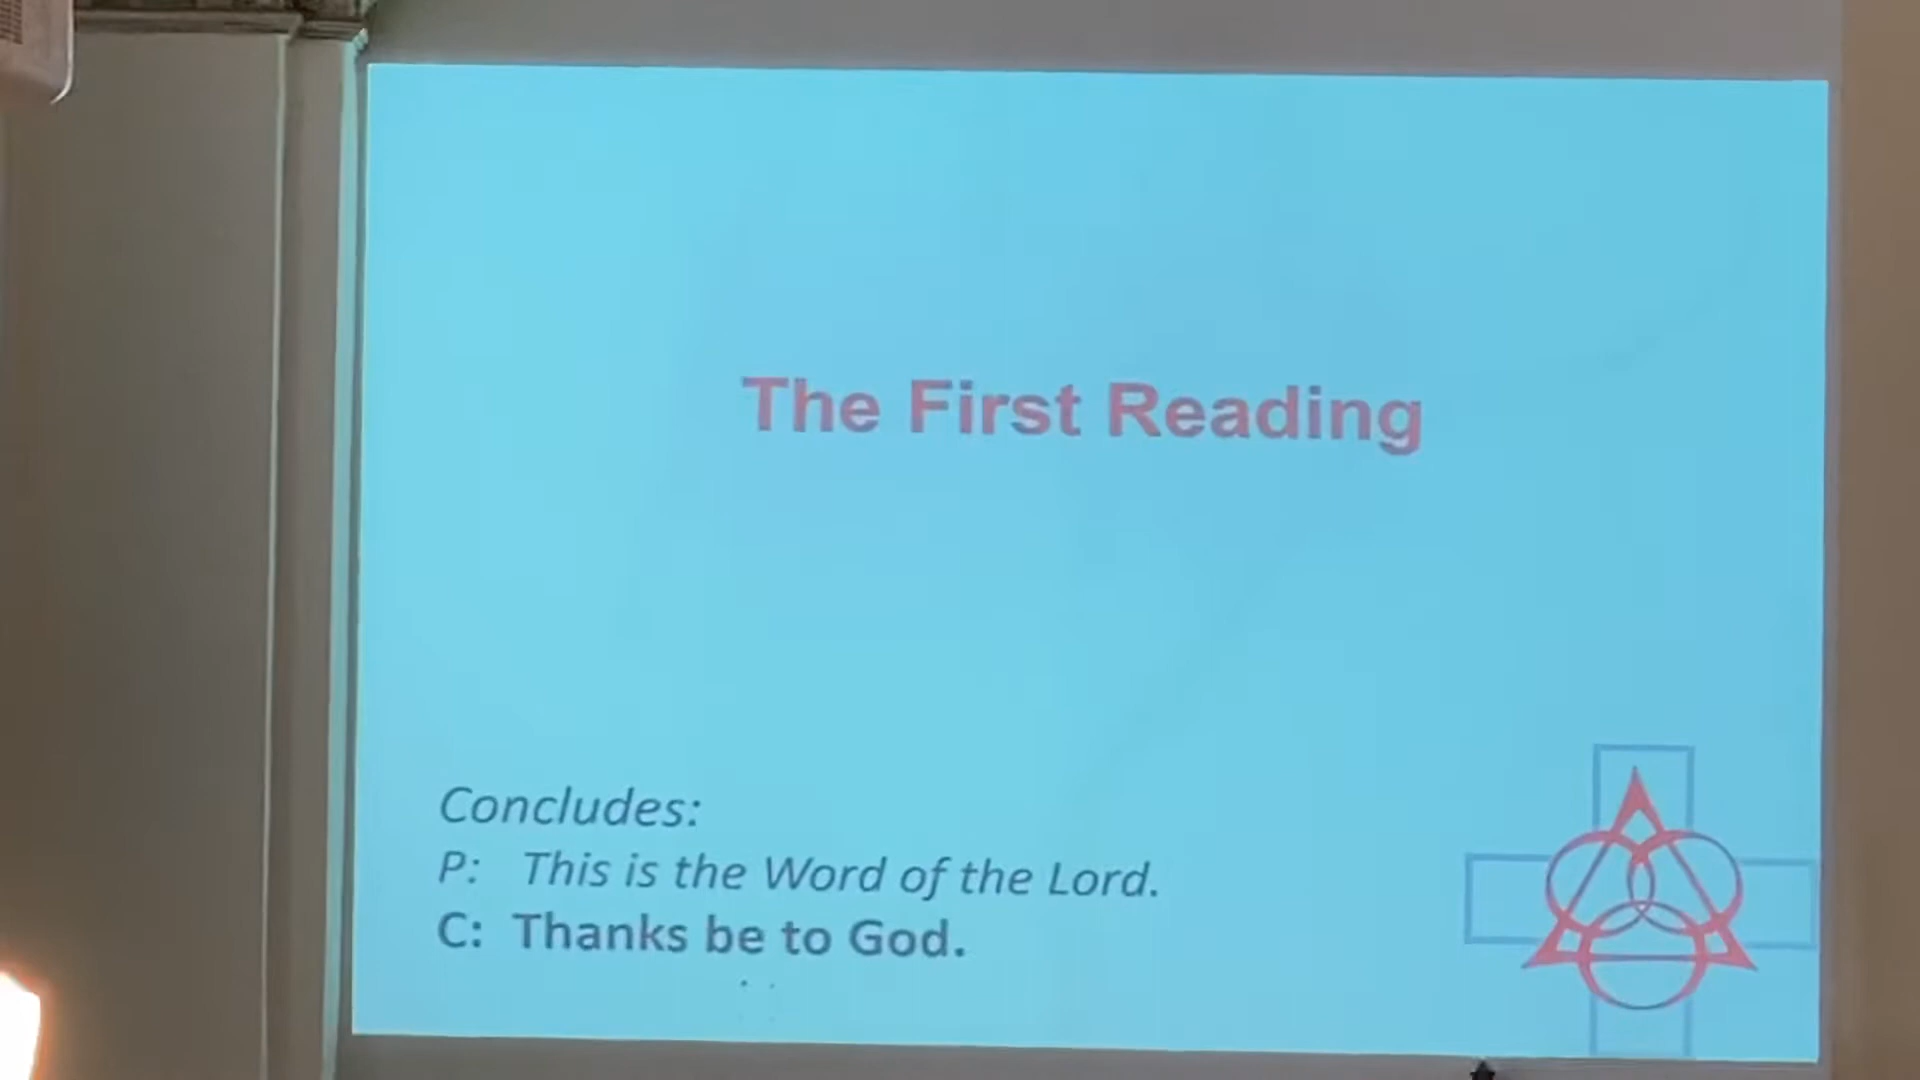 The First Reading
Concludes:
P: This is the Word of the Lord.
C: Thanks be to God.